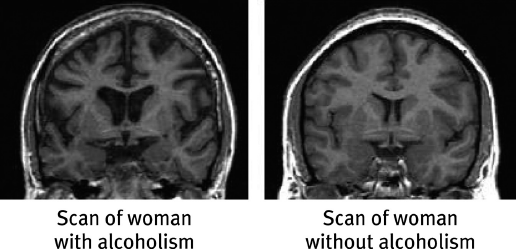 Scan of woman
with alcoholism
Scan of woman
without alcoholism